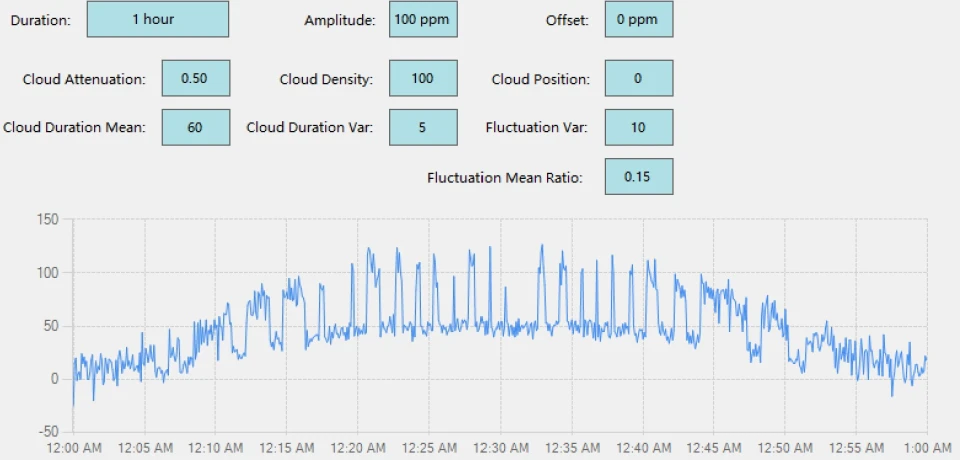 Duration: 1 hour Amplitude: 100 ppm Offset: 0 ppm
Cloud Attenuation: 0.50 Cloud Density: 100 Cloud Position: 0
Cloud Duration Mean: 60 Cloud Duration Var: 5 Fluctuation Var: 10
Fluctuation Mean Ratio: 0.15
150
100
50
0
-50
12:00 AM 12:05 AM 12:10 AM 12:15 AM 12:20 AM 12:25 AM 12:30 AM 12:35 AM 12:40 AM 12:45 AM 12:50 AM 12:55 AM 1:00 AM